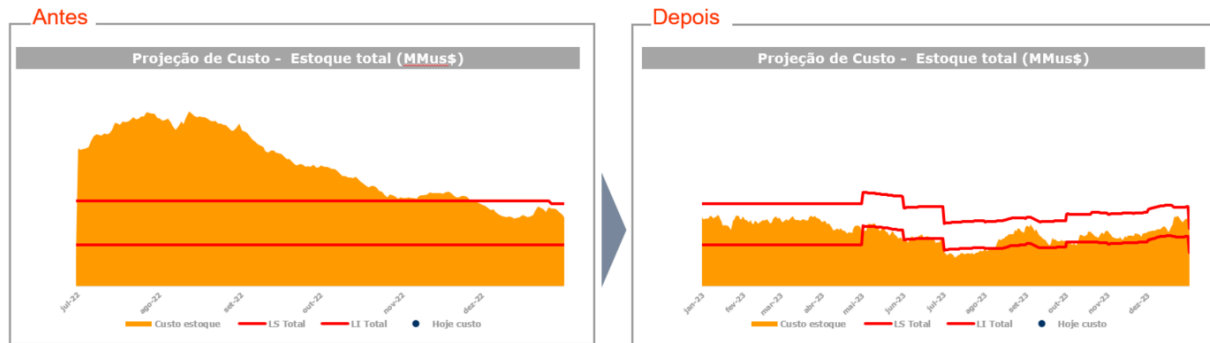 Antes
Projeção de Custo - Estoque total (MMus$)
jul-22
ago-22
set-22
out-22
nov-22
dez-22
Custo estoque
LS Total
LI Total
Hoje custo
Depois
Projeção de Custo - Estoque total (MMus$)
jan-23
fev-23
mar-23
abr-23
mai-23
jun-23
jul-23
ago-23
set-23
out-23
nov-23
dez-23
Custo estoque
LS Total
LI Total
Hoje custo